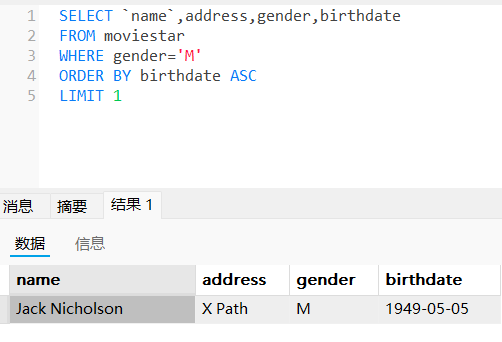 1 SELECT `name`,address,gender,birthdate
2 FROM moviestar
3 WHERE gender='M'
4 ORDER BY birthdate ASC
5 LIMIT 1
消息 摘要 结果 1
数据 信息
name address gender birthdate
Jack Nicholson X Path M 1949-05-05